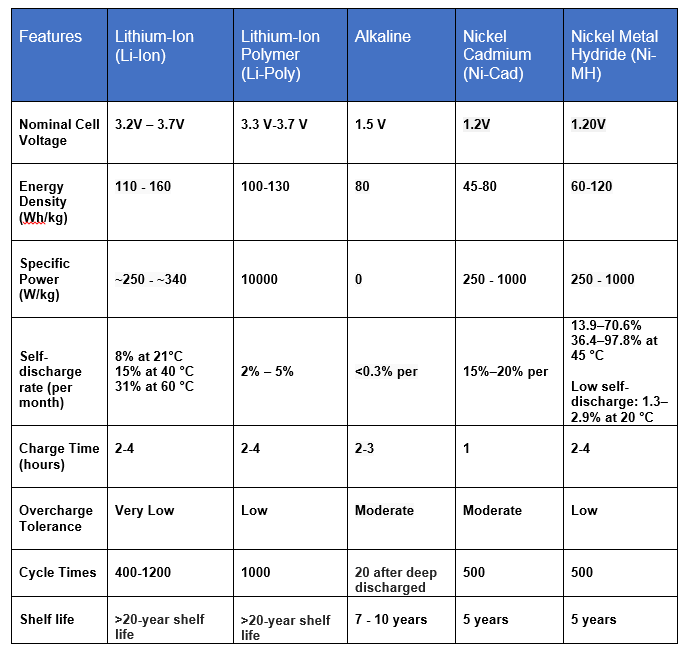 Features
Lithium-Ion
(Li-Ion)
Lithium-Ion
Polymer
(Li-Poly)
Alkaline
Nickel
Cadmium
(Ni-Cad)
Nickel Metal
Hydride (Ni-
MH)
Nominal Cell
Voltage
3.2V – 3.7V
3.3 V-3.7 V
1.5 V
1.2V
1.20V
Energy
Density
(Wh/kg)
110 - 160
100-130
80
45-80
60-120
Specific
Power
(W/kg)
~250 - ~340
10000
0
250 - 1000
250 - 1000
Self-
discharge
rate (per
month)
8% at 21°C
15% at 40 °C
31% at 60 °C
2% – 5%
<0.3% per
15%–20% per
13.9–70.6%
36.4–97.8% at
45 °C
Low self-
discharge: 1.3–
2.9% at 20 °C
Charge Time
(hours)
2-4
2-4
2-3
1
2-4
Overcharge
Tolerance
Very Low
Low
Moderate
Moderate
Low
Cycle Times
400-1200
1000
20 after deep
discharged
500
500
Shelf life
>20-year shelf
life
>20-year shelf
life
7 - 10 years
5 years
5 years